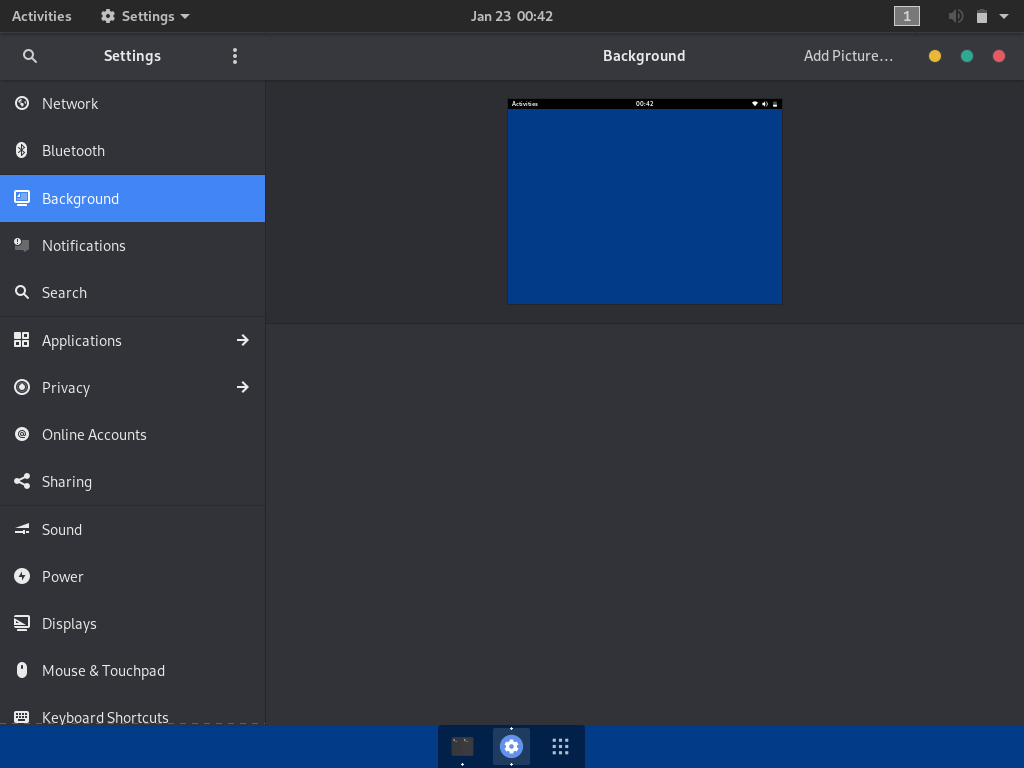 Activities Settings Jan 23 00:42 1
Settings Background Add Picture…
Activities 00:42
Network
Bluetooth
Background
Notifications
Search
Applications
Privacy
Online Accounts
Sharing
Sound
Power
Displays
Mouse & Touchpad
Keyboard Shortcuts